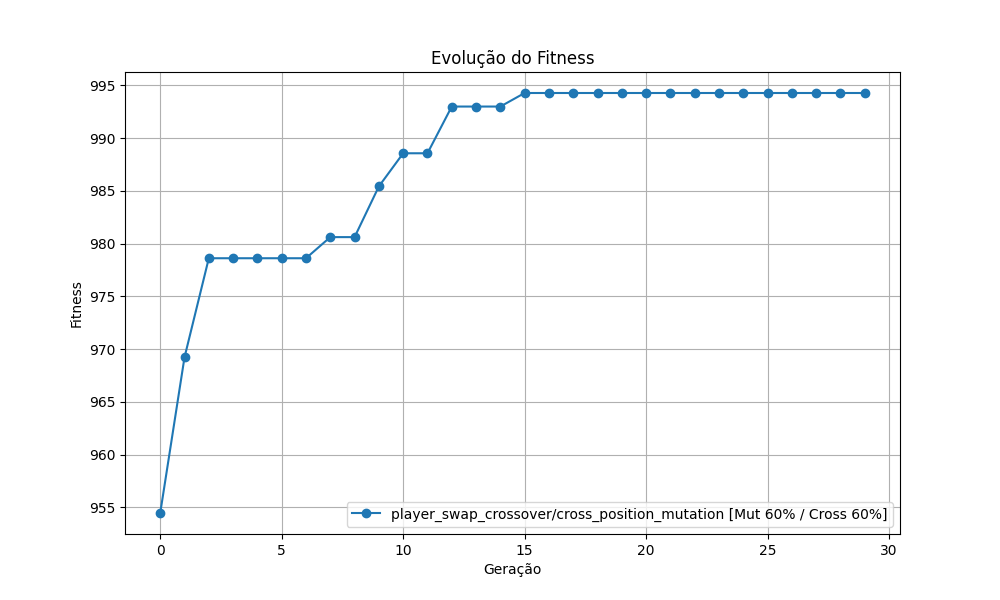 Evolução do Fitness
Fitness
995
990
985
980
975
970
965
960
955
0 5 10 15 20 25 30
Geração
player_swap_crossover/cross_position_mutation [Mut 60% / Cross 60%]